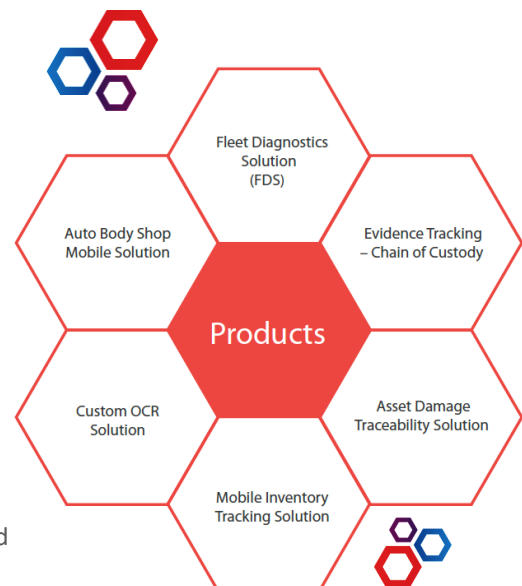 Fleet Diagnostics
Solution
(FDS)
Auto Body Shop
Mobile Solution
Evidence Tracking
– Chain of Custody
Products
Custom OCR
Solution
Asset Damage
Traceability Solution
Mobile Inventory
Tracking Solution
d